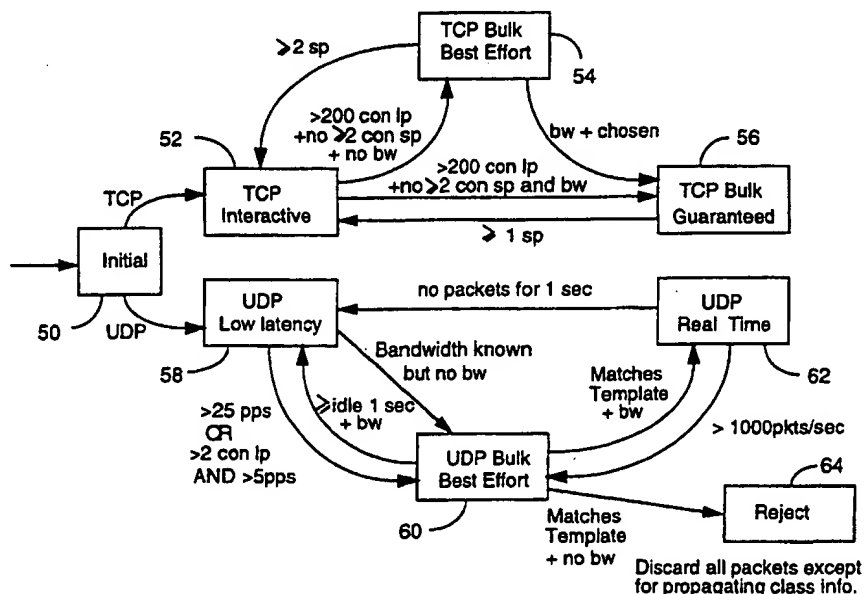 TCP Bulk
Best Effort
54
≥2 sp
>200 con lp
+no ≥2 con sp
+ no bw
bw + chosen
52
56
TCP
Interactive
>200 con lp
+no ≥2 con sp and bw
TCP Bulk
Guaranteed
≥ 1 sp
TCP
Initial
50
UDP
UDP
Low latency
58
no packets for 1 sec
UDP
Real Time
62
Bandwidth known
but no bw
≥idle 1 sec
+ bw
>25 pps
OR
>2 con lp
AND >5pps
Matches
Template
+ bw
> 1000pkts/sec
UDP Bulk
Best Effort
60
Matches
Template
+ no bw
64
Reject
Discard all packets except
for propagating class info.